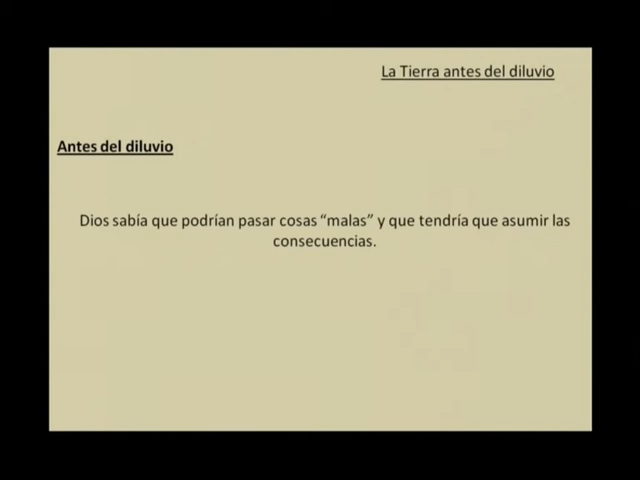 La Tierra antes del diluvio
Antes del diluvio
Dios sabía que podrían pasar cosas “malas” y que tendría que asumir las
consecuencias.